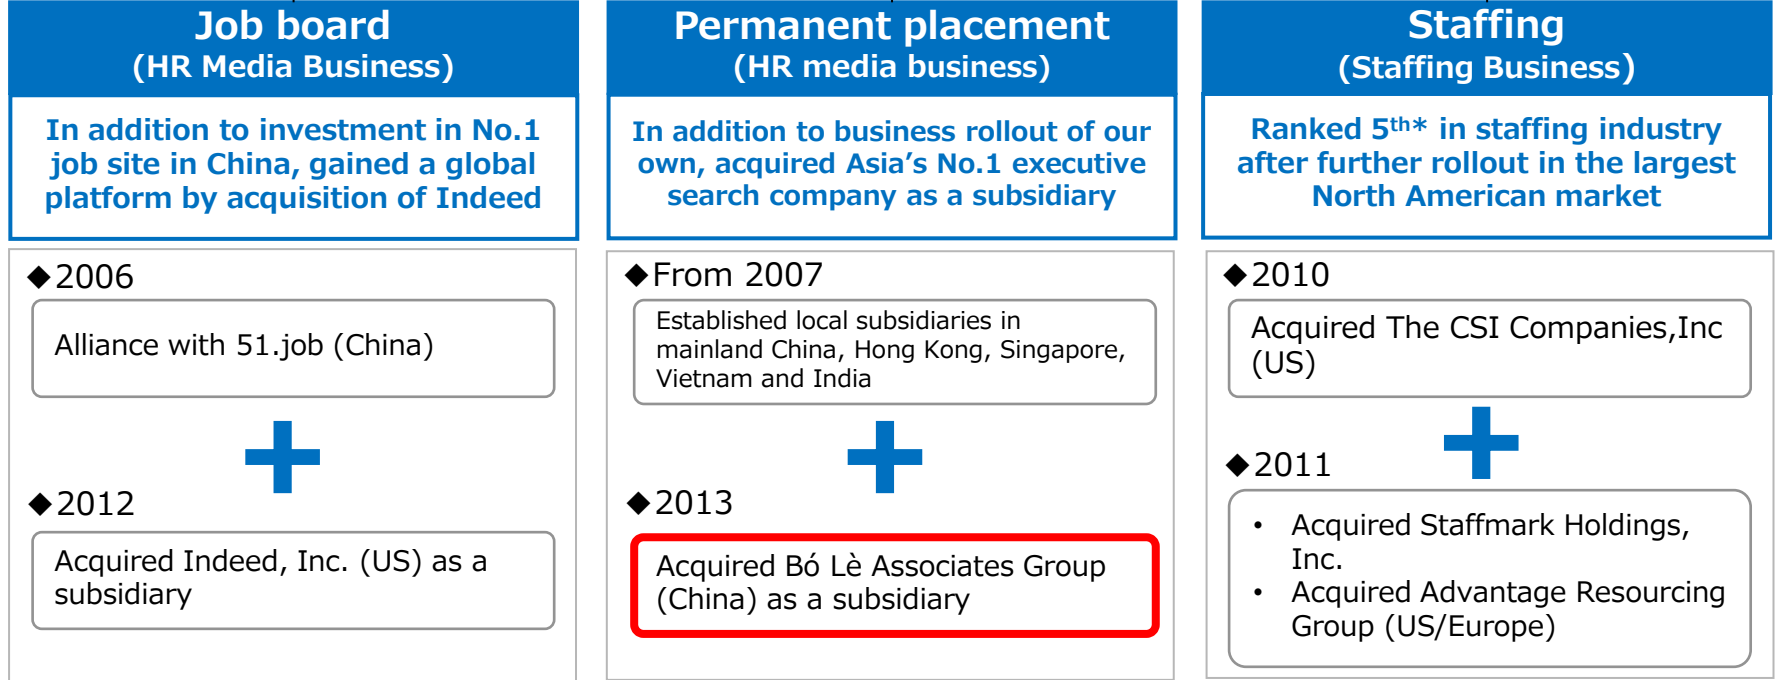 Job board
(HR Media Business)
In addition to investment in No.1
job site in China, gained a global
platform by acquisition of Indeed
◆2006
Alliance with 51.job (China)
+
◆2012
Acquired Indeed, Inc. (US) as a
subsidiary
Permanent placement
(HR media business)
In addition to business rollout of our
own, acquired Asia’s No.1 executive
search company as a subsidiary
◆From 2007
Established local subsidiaries in
mainland China, Hong Kong, Singapore,
Vietnam and India
+
◆2013
Acquired Bó Lè Associates Group
(China) as a subsidiary
Staffing
(Staffing Business)
Ranked 5th* in staffing industry
after further rollout in the largest
North American market
◆2010
Acquired The CSI Companies,Inc
(US)
+
◆2011
• Acquired Staffmark Holdings,
Inc.
• Acquired Advantage Resourcing
Group (US/Europe)